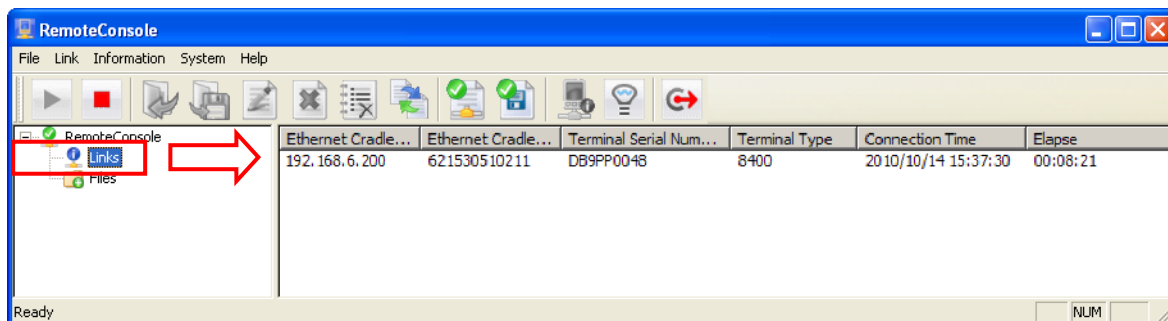 RemoteConsole
File Link Information System Help
RemoteConsole
Links
Files
Ethernet Cradle... Ethernet Cradle... Terminal Serial Num... Terminal Type Connection Time Elapse
192.168.6.200 621530510211 DB9PP0048 8400 2010/10/14 15:37:30 00:08:21
Ready NUM